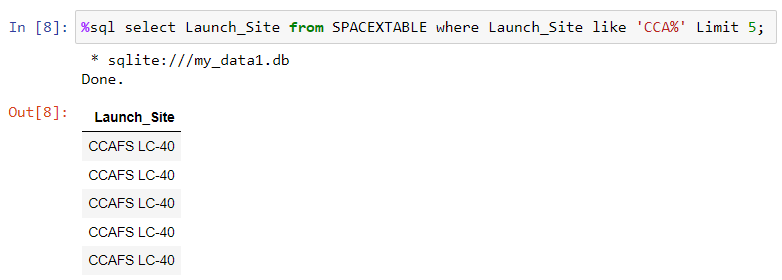 In [8]: %sql select Launch_Site from SPACEXTABLE where Launch_Site like 'CCA%' Limit 5;
* sqlite:///my_data1.db
Done.
Out[8]:
Launch_Site
CCAFS LC-40
CCAFS LC-40
CCAFS LC-40
CCAFS LC-40
CCAFS LC-40